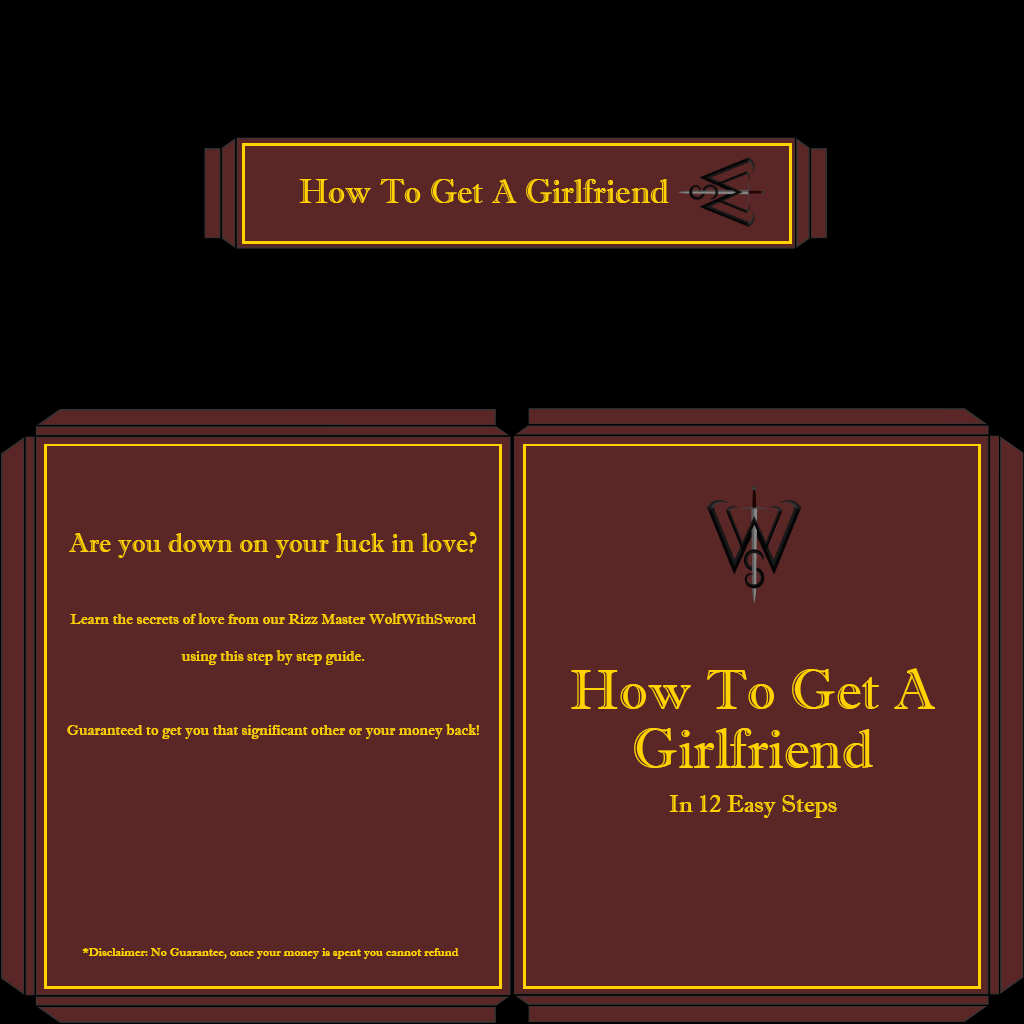 How To Get A Girlfriend
Are you down on your luck in love?
Learn the secrets of love from our Rizz Master WolfWithSword
using this step by step guide.
Guaranteed to get you that significant other or your money back!
*Disclaimer: No Guarantee, once your money is spent you cannot refund
How To Get A
Girlfriend
In 12 Easy Steps